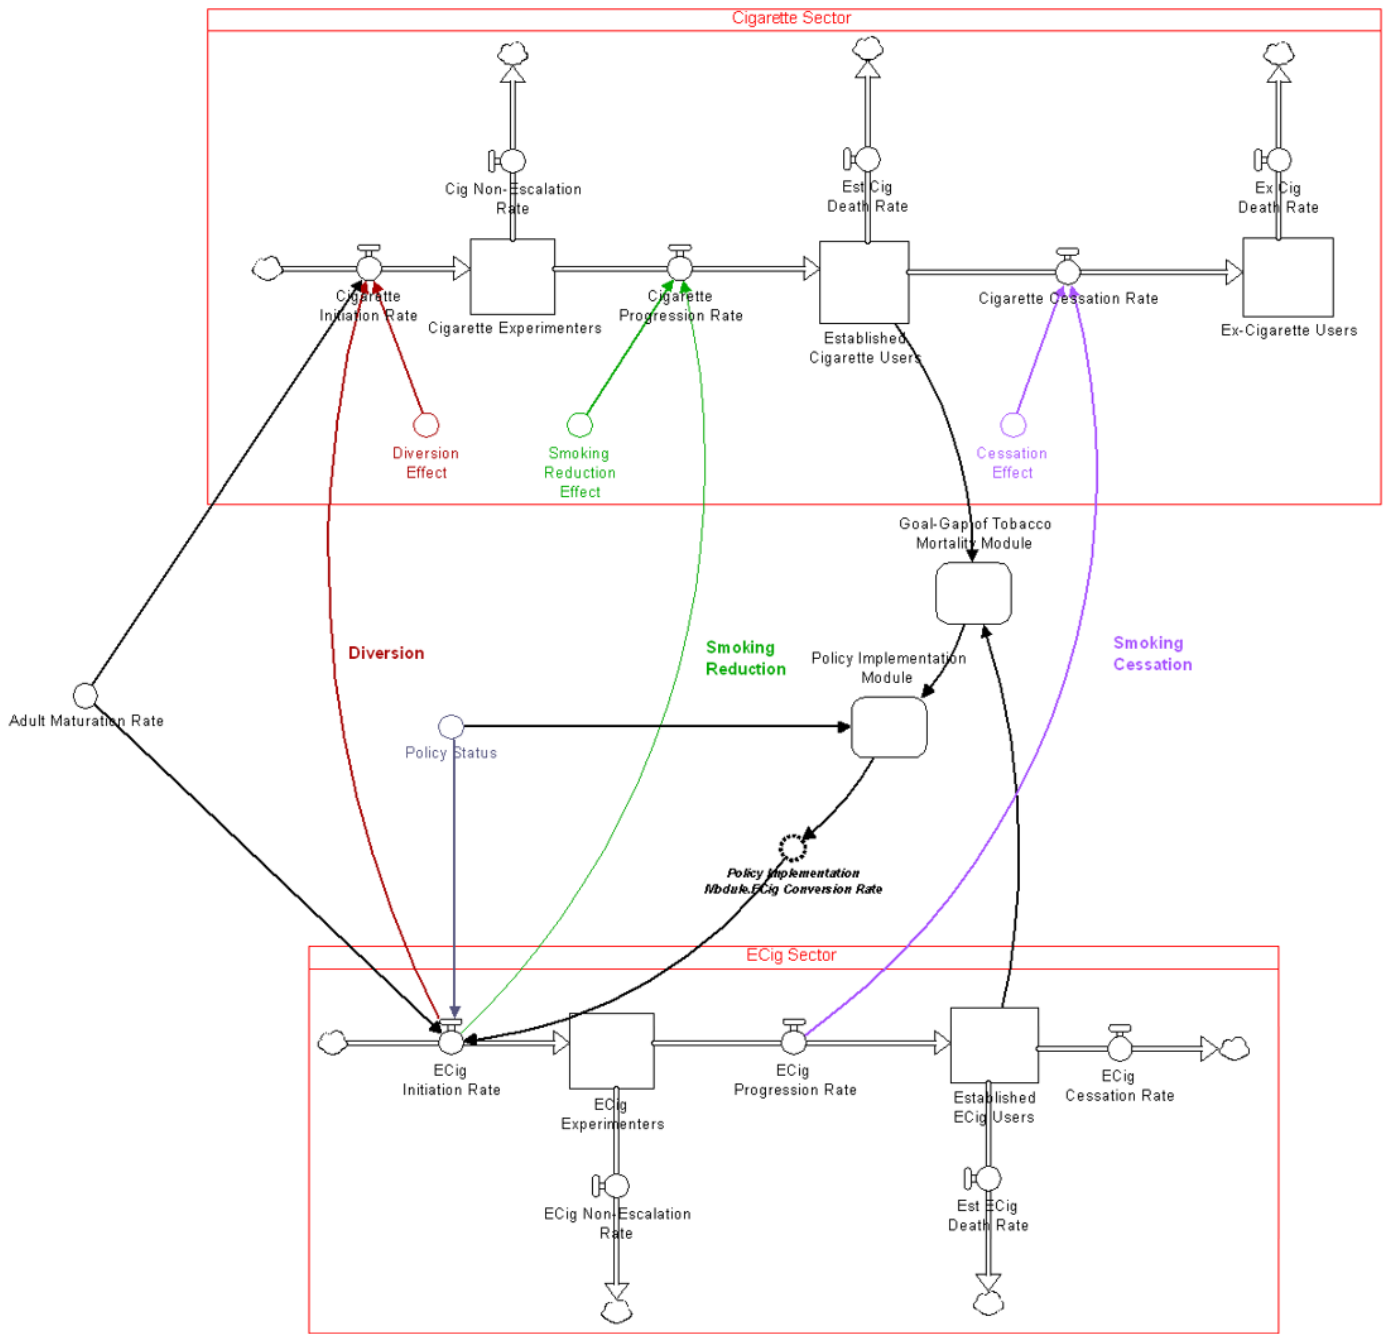 Cigarette Sector
Cig Non-Escalation
Rate
Est Cig
Death Rate
Ex Cig
Death Rate
Cigarette
Initiation Rate
Cigarette Experimenters
Cigarette
Progression Rate
Established
Cigarette Users
Cigarette Cessation Rate
Ex-Cigarette Users
Diversion
Effect
Smoking
Reduction
Effect
Cessation
Effect
Goal-Gap of Tobacco
Mortality Module
Diversion
Smoking
Reduction
Smoking
Cessation
Policy Implementation
Module
Adult Maturation Rate
Policy Status
Policy Implementation
Module.ECig Conversion Rate
ECig Sector
ECig
Initiation Rate
ECig
Experimenters
ECig
Progression Rate
Established
ECig Users
ECig
Cessation Rate
ECig Non-Escalation
Rate
Est ECig
Death Rate